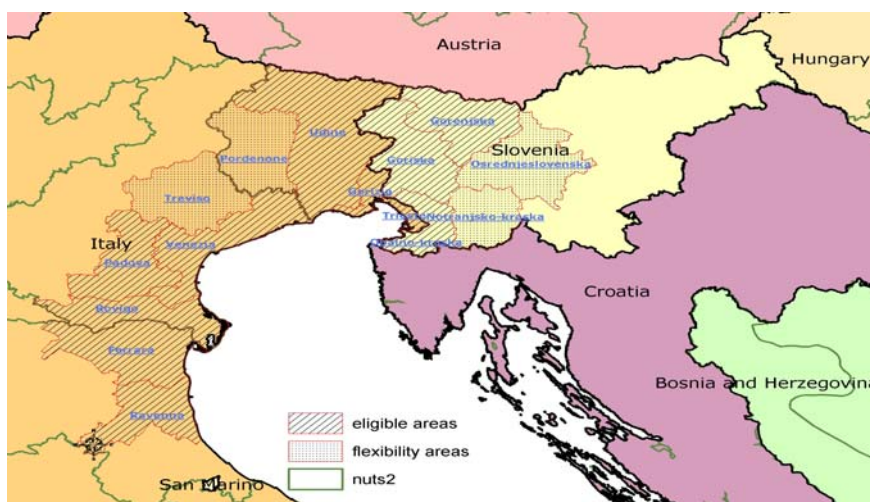 Austria
Hungary
Gorenjska
Udine
Slovenia
Pordenone
Goriska
Osrednjeslovenska
Treviso
Gorizia
Trieste
Notranjsko-kraska
Italy
Venezia
Obalno-kraska
Padova
Croatia
Rovigo
Ferrara
Bosnia and Herzegovina
Ravenna
eligible areas
flexibility areas
San Marino
nuts2